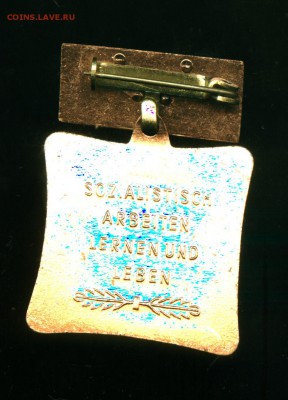 COINS.LAVE.RU
SOZIALISTISCH
ARBEITEN,
LERNEN UND
LEBEN